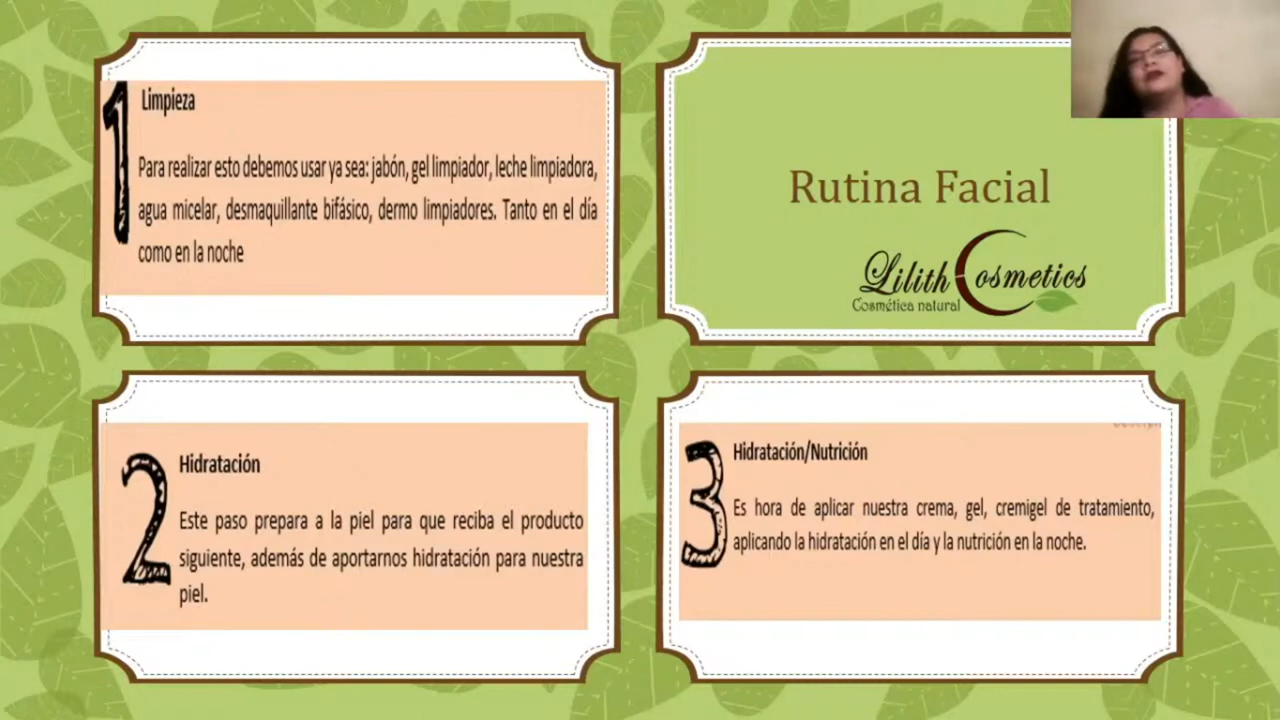 1
Limpieza
Para realizar esto debemos usar ya sea: jabón, gel limpiador, leche limpiadora,
agua micelar, desmaquillante bifásico, dermo limpiadores. Tanto en el día
como en la noche
Rutina Facial
Lilith Cosmetics
Cosmética natural
2
Hidratación
Este paso prepara a la piel para que reciba el producto
siguiente, además de aportarnos hidratación para nuestra
piel.
3
Hidratación/Nutrición
Es hora de aplicar nuestra crema, gel, cremigel de tratamiento,
aplicando la hidratación en el día y la nutrición en la noche.